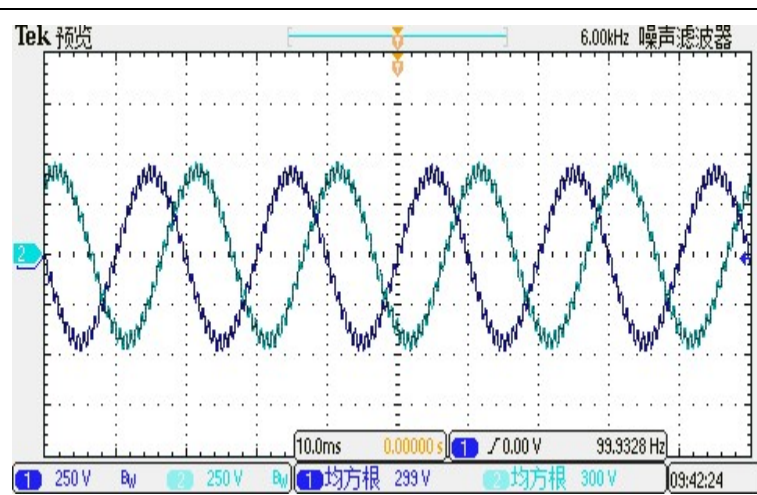 Tek 预览 6.00kHz 噪声滤波器
T
T
2
10.0ms 0.00000 s 1 ƒ 0.00 V 99.9328 Hz
1 250 V BW 2 250 V BW 1 均方根 299 V 2 均方根 300 V 09:42:24